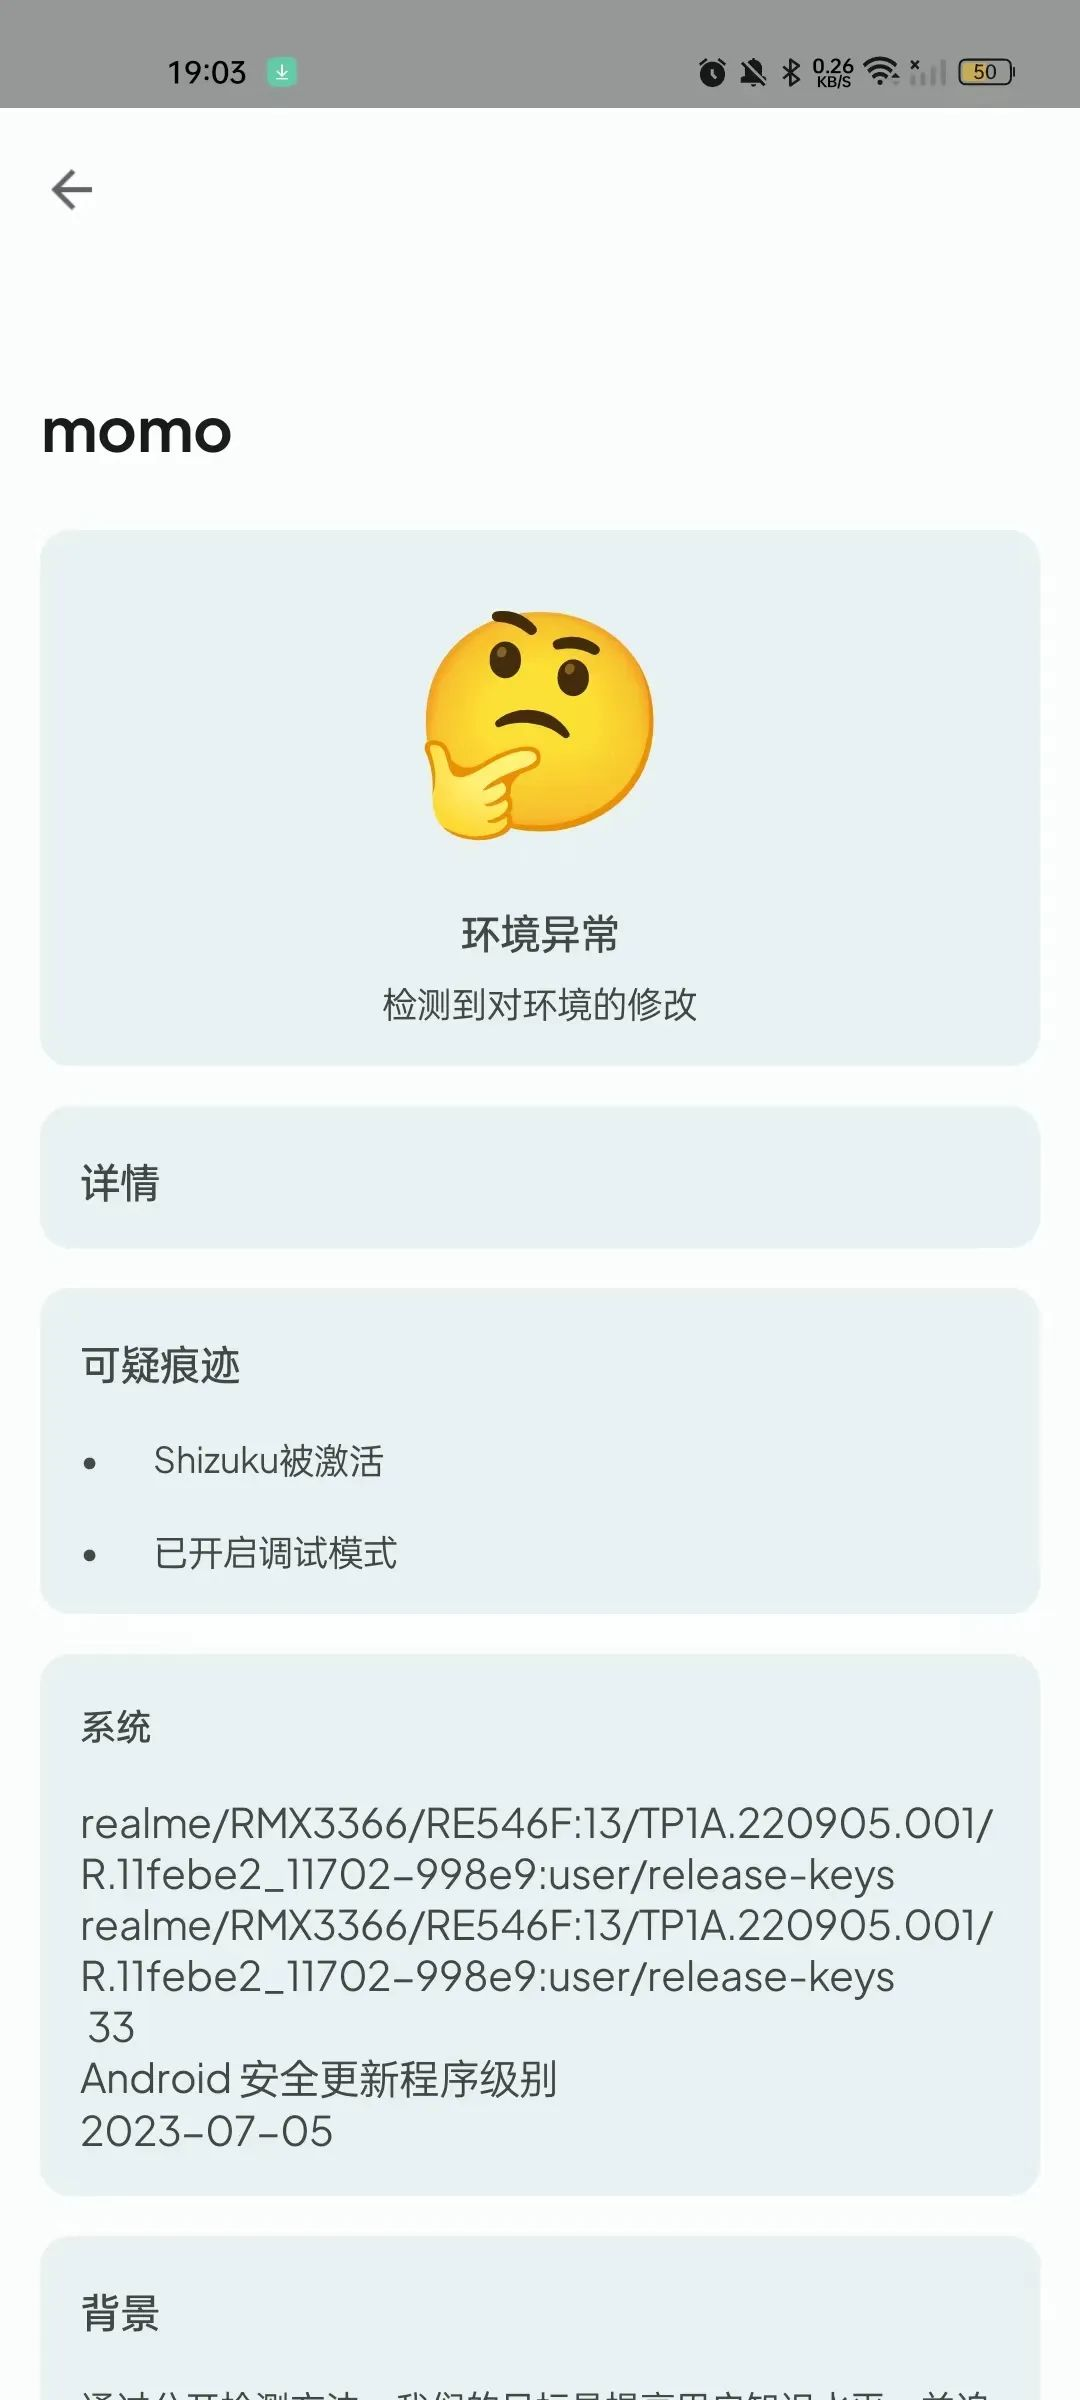 19:03
0.26
KB/S
50
momo
环境异常
检测到对环境的修改
详情
可疑痕迹
• Shizuku被激活
• 已开启调试模式
系统
realme/RMX3366/RE546F:13/TP1A.220905.001/
R.11febe2_11702-998e9:user/release-keys
realme/RMX3366/RE546F:13/TP1A.220905.001/
R.11febe2_11702-998e9:user/release-keys
33
Android 安全更新程序级别
2023-07-05
背景